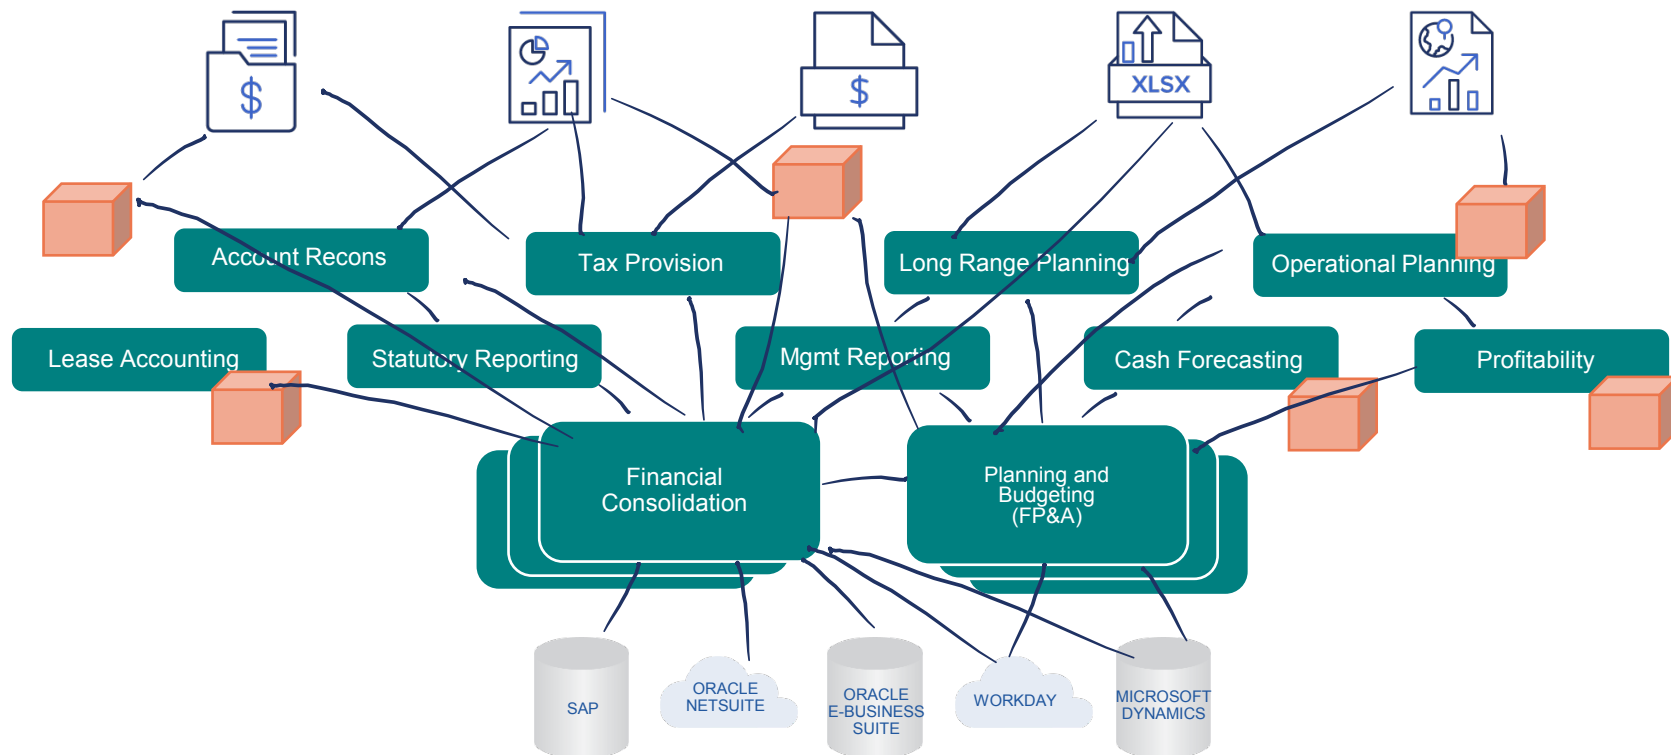 $
$
XLSX
Account Recons
Tax Provision
Long Range Planning
Operational Planning
Lease Accounting
Statutory Reporting
Mgmt Reporting
Cash Forecasting
Profitability
Financial
Consolidation
Planning and
Budgeting
(FP&A)
SAP
ORACLE
NETSUITE
ORACLE
E-BUSINESS
SUITE
WORKDAY
MICROSOFT
DYNAMICS